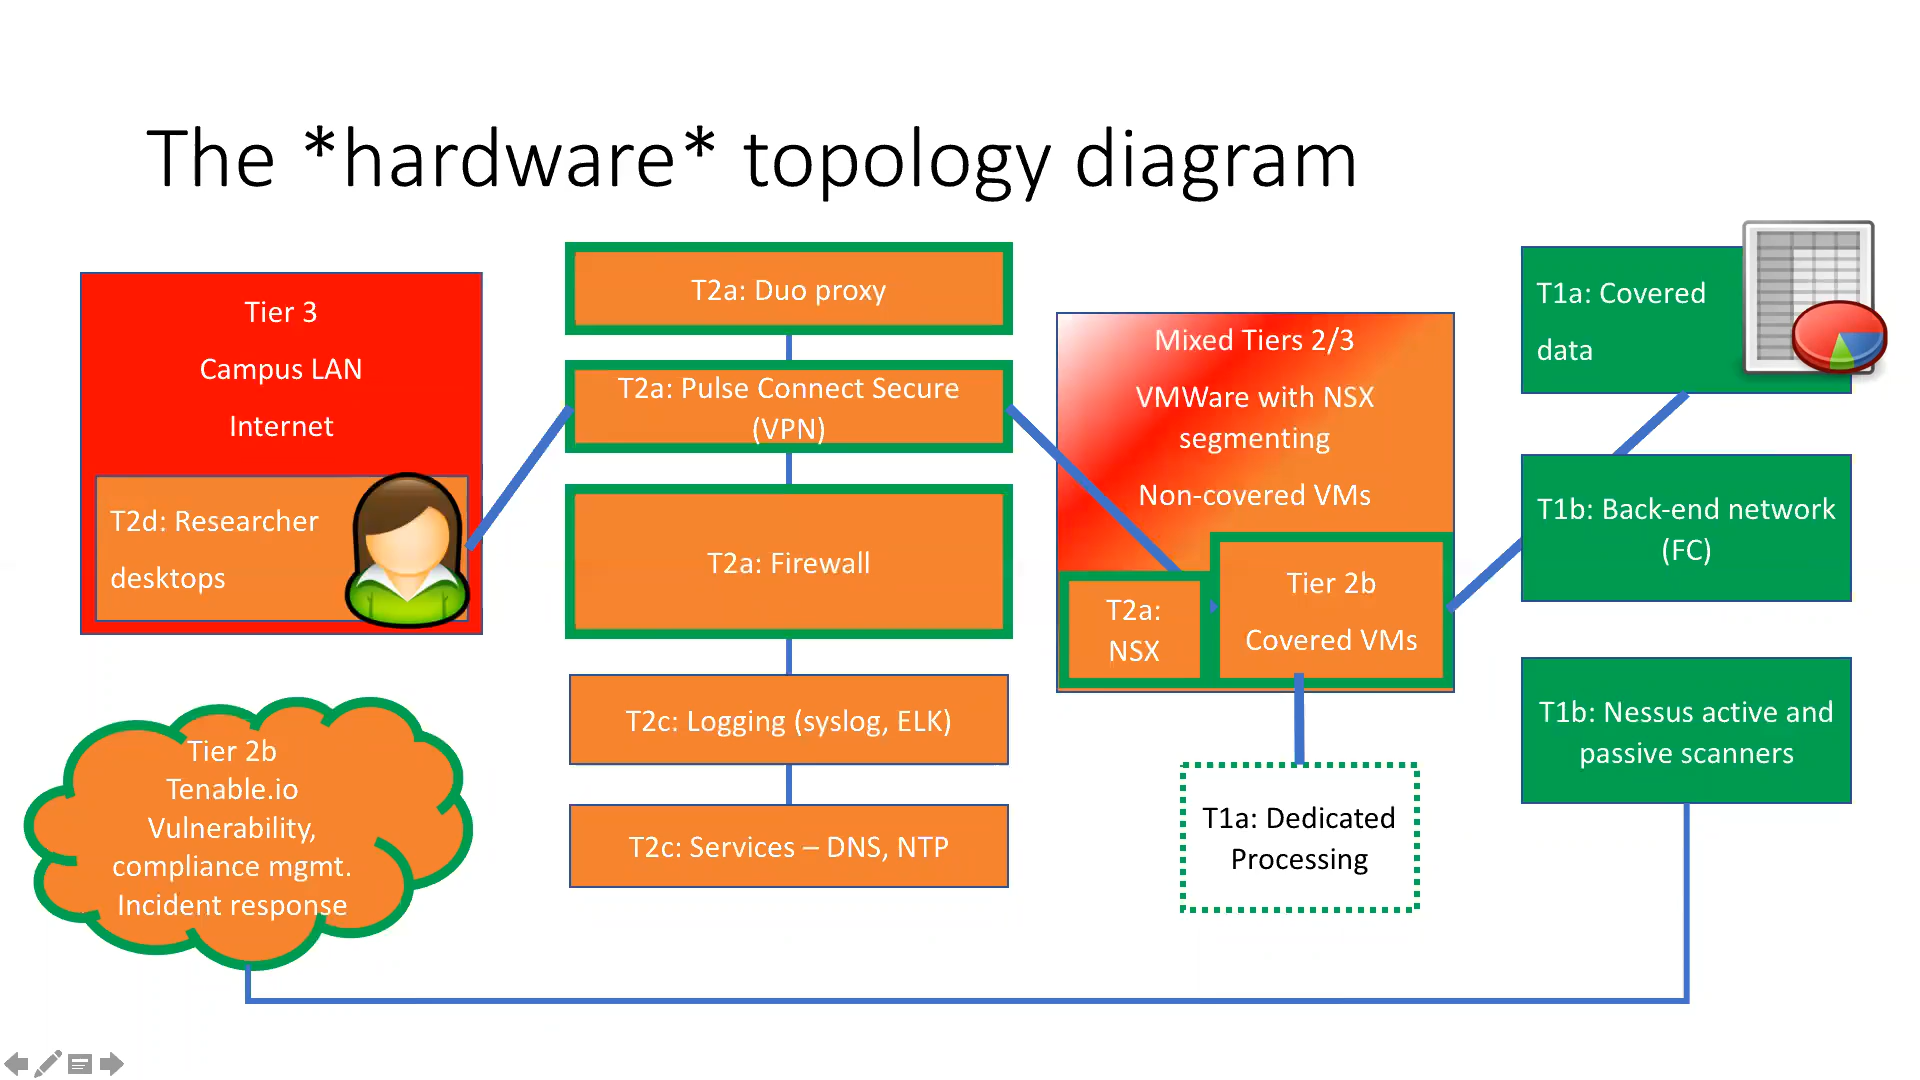 The *hardware* topology diagram
Tier 3
Campus LAN
Internet
T2d: Researcher
desktops
T2a: Duo proxy
T2a: Pulse Connect Secure
(VPN)
T2a: Firewall
T2c: Logging (syslog, ELK)
T2c: Services – DNS, NTP
Mixed Tiers 2/3
VMWare with NSX
segmenting
Non-covered VMs
T2a:
NSX
Tier 2b
Covered VMs
T1a: Dedicated
Processing
T1a: Covered
data
T1b: Back-end network
(FC)
T1b: Nessus active and
passive scanners
Tier 2b
Tenable.io
Vulnerability,
compliance mgmt.
Incident response